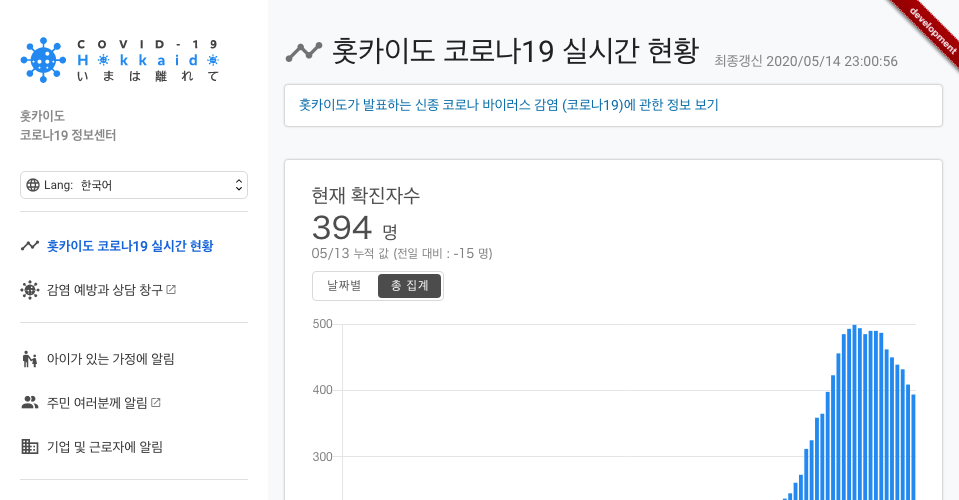 COVID-19
Hokkaido
いまは離れて
홋카이도
코로나19 정보센터
Lang: 한국어
홋카이도 코로나19 실시간 현황
감염 예방과 상담 창구
아이가 있는 가정에 알림
주민 여러분께 알림
기업 및 근로자에 알림
홋카이도 코로나19 실시간 현황
최종갱신 2020/05/14 23:00:56
development
홋카이도가 발표하는 신종 코로나 바이러스 감염 (코로나19)에 관한 정보 보기
현재 확진자수
394 명
05/13 누적 값 (전일 대비 : -15 명)
날짜별
총 집계
500
400
300